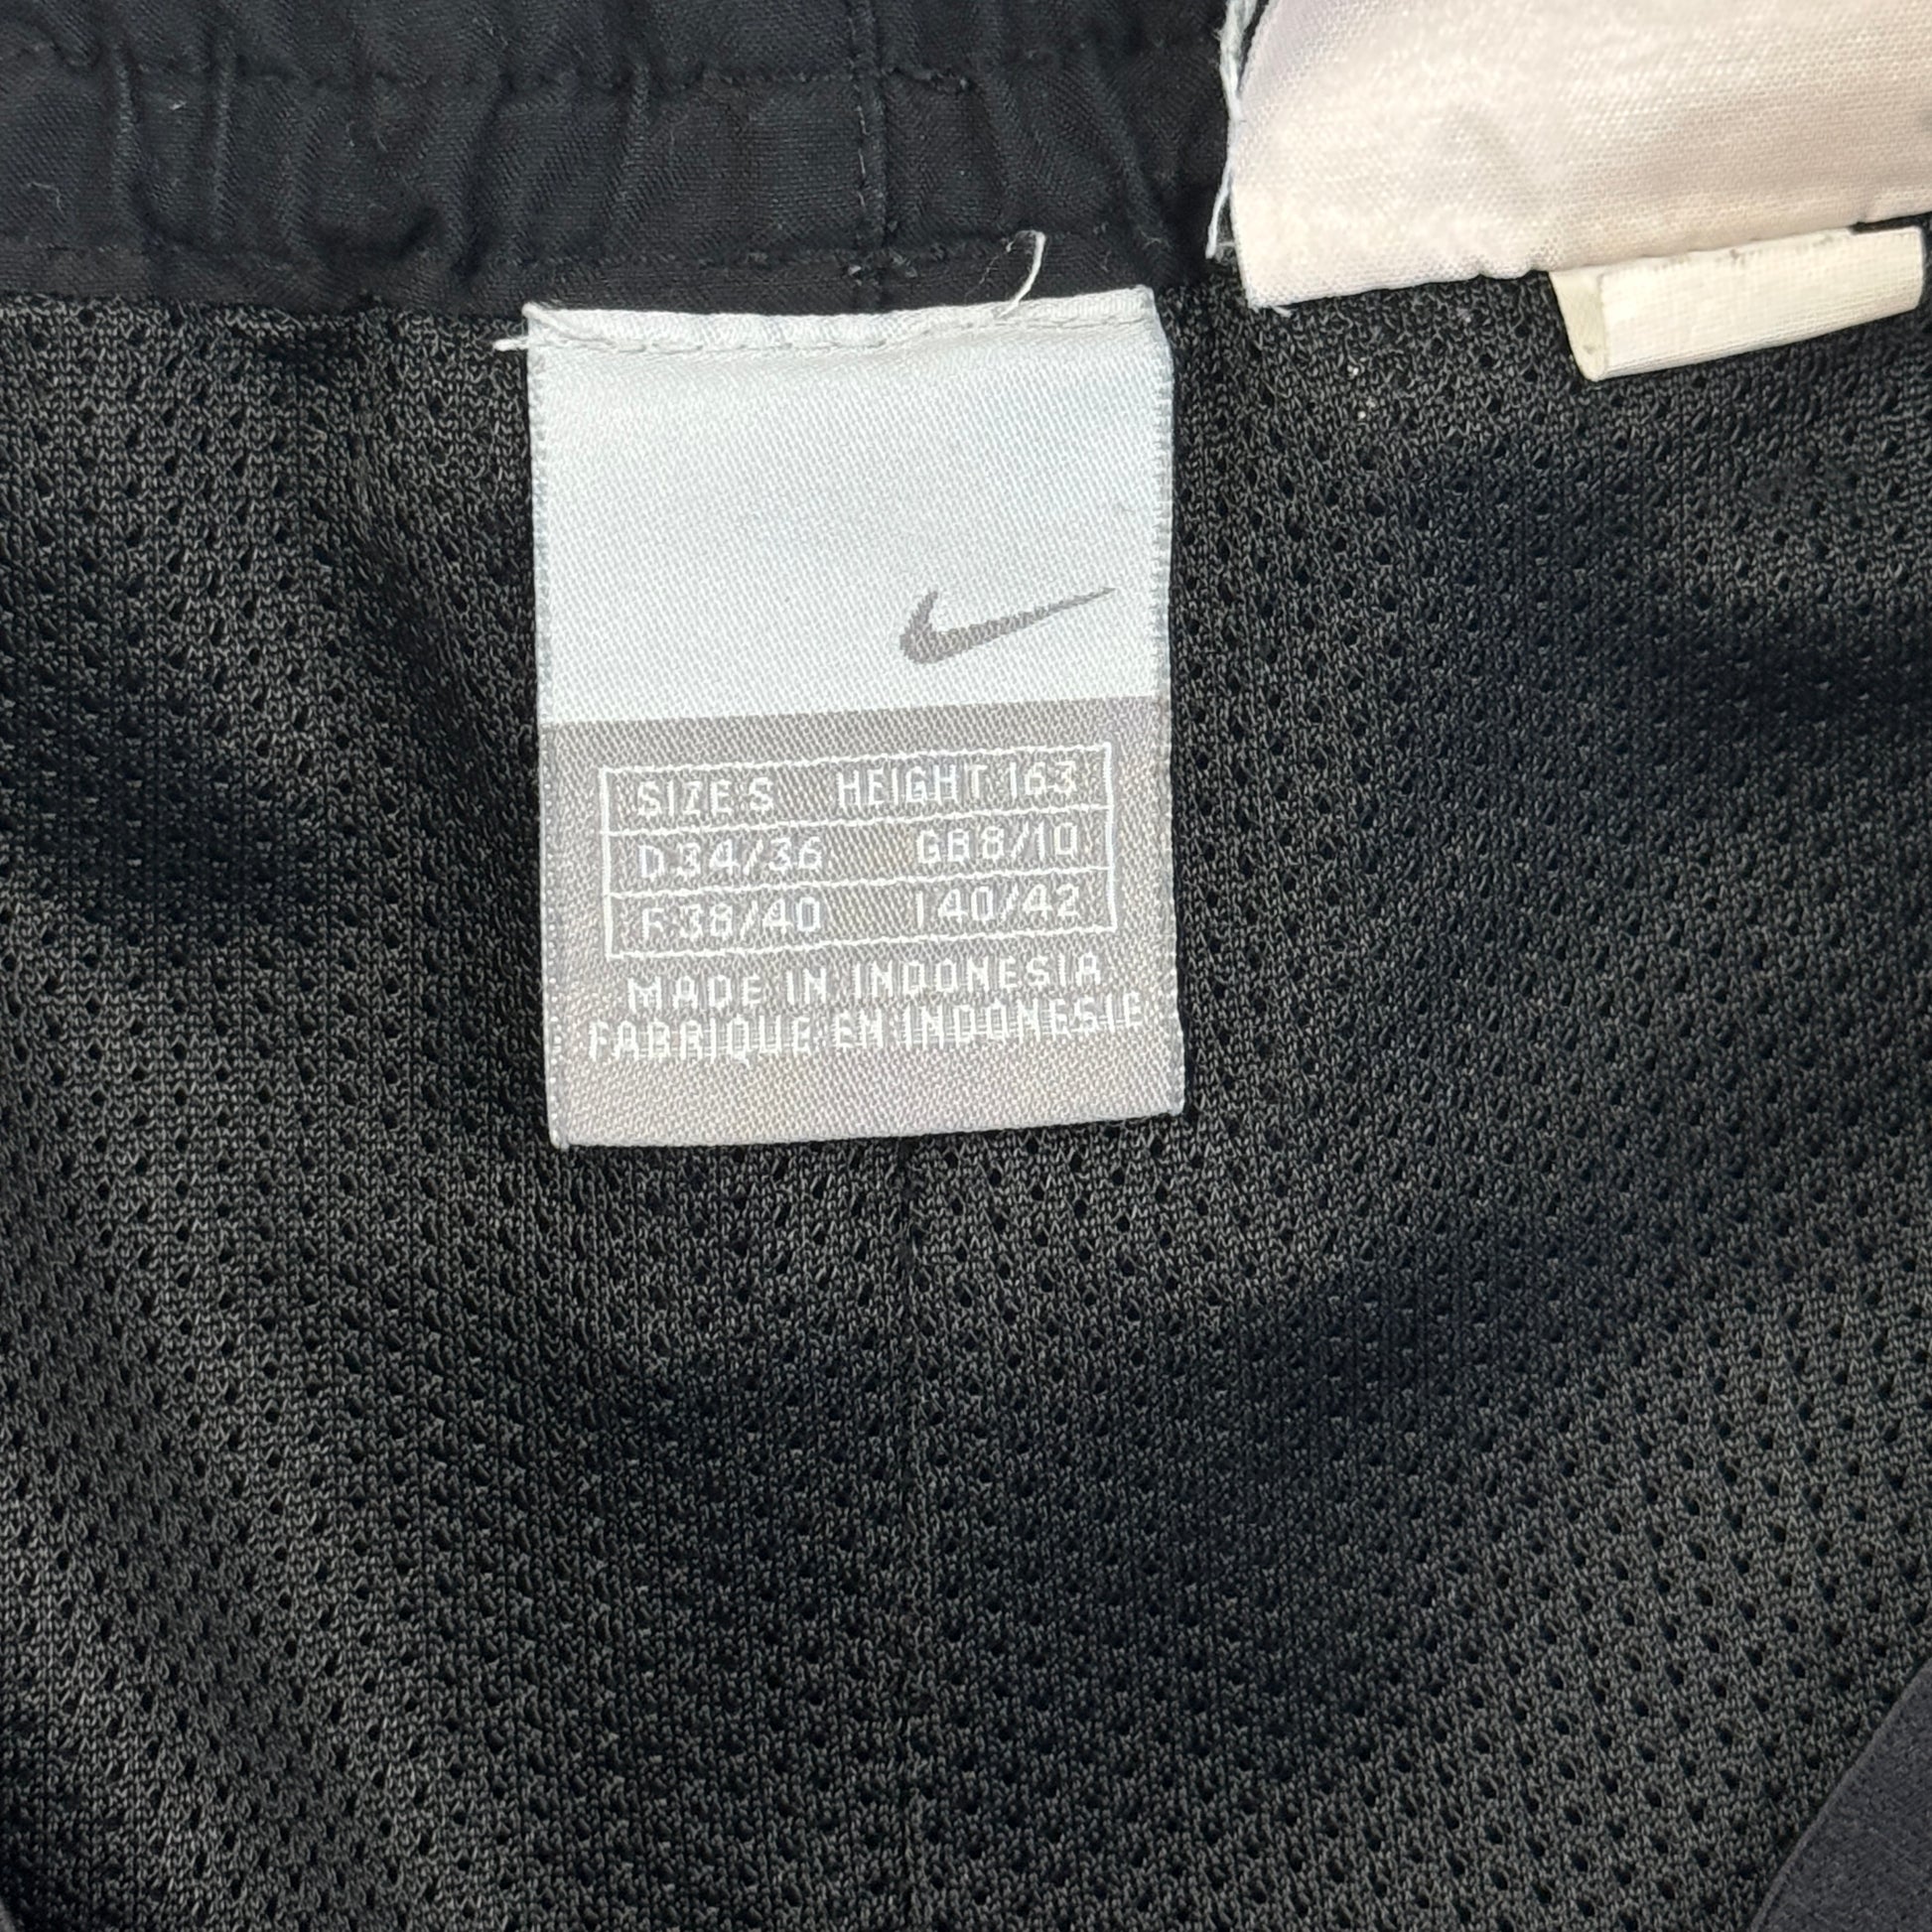 SIZE S HEIGHT 163
D 34/36 GB 8/10
F 38/40 I 40/42
MADE IN INDONESIA
FABRIQUE EN INDONESIE